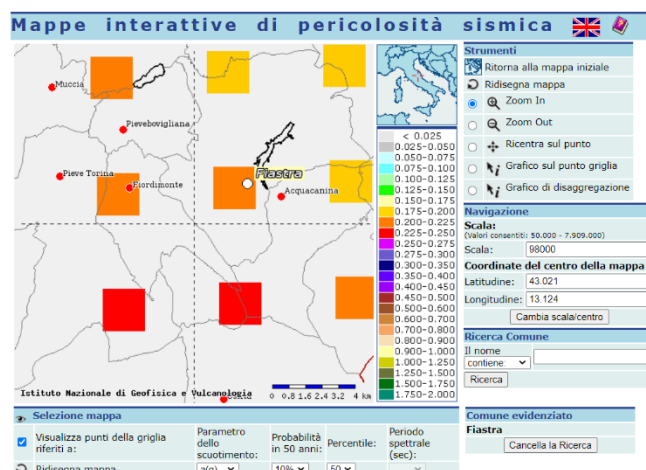 Mappe interattive di pericolosità sismica
Muccia
Pievebovigliana
Pieve Torina
Fiordimonte
Fiastra
Acquacanina
Istituto Nazionale di Geofisica e Vulcanologia
0 0.8 1.6 2.4 3.2 4 km
< 0.025
0.025-0.050
0.050-0.075
0.075-0.100
0.100-0.125
0.125-0.150
0.150-0.175
0.175-0.200
0.200-0.225
0.225-0.250
0.250-0.275
0.275-0.300
0.300-0.350
0.350-0.400
0.400-0.450
0.450-0.500
0.500-0.600
0.600-0.700
0.700-0.800
0.800-0.900
0.900-1.000
1.000-1.250
1.250-1.500
1.500-1.750
1.750-2.000
Strumenti
Ritorna alla mappa iniziale
Ridisegna mappa
Zoom In
Zoom Out
Ricentra sul punto
Grafico sul punto griglia
Grafico di disaggregazione
Navigazione
Scala:
(Valori consentiti: 50.000 - 7.909.000)
Scala: 98000
Coordinate del centro della mappa
Latitudine: 43.021
Longitudine: 13.124
Cambia scala/centro
Ricerca Comune
Il nome
contiene:
Ricerca
Selezione mappa
Visualizza punti della griglia
riferiti a:
Parametro
dello
scuotimento:
Probabilità
in 50 anni:
Percentile:
Periodo
spettrale
(sec):
Ridisegna mappa
a(g)
10%
50
Comune evidenziato
Fiastra
Cancella la Ricerca